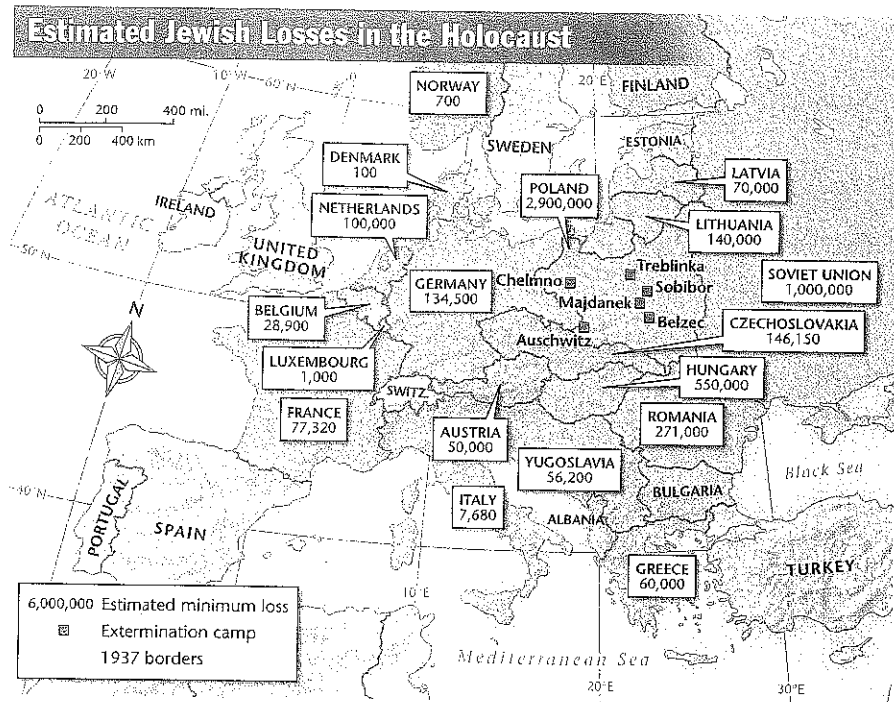 Estimated Jewish Losses in the Holocaust
20°W
10°W
60°N
0
20°E
0 200 400 mi.
0 200 400 km
NORWAY
700
FINLAND
SWEDEN
ESTONIA
DENMARK
100
LATVIA
70,000
POLAND
2,900,000
IRELAND
ATLANTIC
OCEAN
NETHERLANDS
100,000
LITHUANIA
140,000
50°N
UNITED
KINGDOM
Treblinka
GERMANY
134,500
Chelmno
Sobibor
SOVIET UNION
1,000,000
Majdanek
BELGIUM
28,900
N
Belzec
CZECHOSLOVAKIA
146,150
Auschwitz
LUXEMBOURG
1,000
HUNGARY
550,000
SWITZ.
FRANCE
77,320
ROMANIA
271,000
AUSTRIA
50,000
YUGOSLAVIA
56,200
Black Sea
40°N
PORTUGAL
SPAIN
ITALY
7,680
BULGARIA
ALBANIA
GREECE
60,000
TURKEY
10°E
6,000,000 Estimated minimum loss
Extermination camp
1937 borders
Mediterranean Sea
20°E
30°E